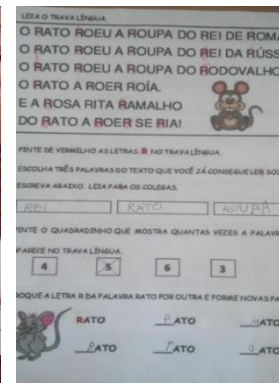 LEIA O TRAVA LÍNGUA.
O RATO ROEU A ROUPA DO REI DE ROMA
O RATO ROEU A ROUPA DO REI DA RÚSS
O RATO ROEU A ROUPA DO RODOVALHO
O RATO A ROER ROÍA.
E A ROSA RITA RAMALHO
DO RATO A ROER SE RIA!
PINTE DE VERMELHO AS LETRAS R NO TRAVA LÍNGUA.
ESCOLHA TRÊS PALAVRAS DO TEXTO QUE VOCÊ JÁ CONSEGUE LER SOZ
ESCREVA ABAIXO. LEIA PARA OS COLEGAS.
REI RATO ROUPA
PINTE O QUADRADINHO QUE MOSTRA QUANTAS VEZES A PALAVR
APARECE NO TRAVA LÍNGUA.
4 5 6 3
TROQUE A LETRA R DA PALAVRA RATO POR OUTRA E FORME NOVAS PA
RATO PATO MATO
ATO ATO GATO